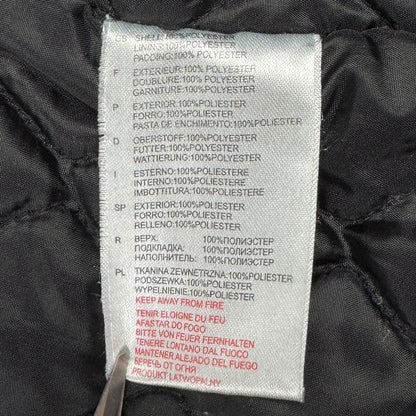 GB SHELL:100%POLYESTER
LINING:100%POLYESTER
PADDING:100%POLYESTER
F EXTERIEUR:100%POLYESTER
DOUBLURE:100%POLYESTER
GARNITURE:100%POLYESTER
P EXTERIOR:100%POLIESTER
FORRO:100%POLIESTER
PASTA DE ENCHIMENTO:100%POLIESTER
D OBERSTOFF:100%POLYESTER
FUTTER:100%POLYESTER
WATTIERUNG:100%POLYESTER
I ESTERNO:100%POLIESTERE
INTERNO:100%POLIESTERE
IMBOTTITURA:100%POLIESTERE
SP EXTERIOR:100%POLIESTER
FORRO:100%POLIESTER
RELLENO:100%POLIESTER
R ВЕРХ: 100%ПОЛИЭСТЕР
ПОДКЛАДКА: 100%ПОЛИЭСТЕР
НАПОЛНИТЕЛЬ: 100%ПОЛИЭСТЕР
PL TKANINA ZEWNĘTRZNA:100%POLIESTER
PODSZEWKA:100%POLIESTER
WYPEŁNIENIE:100%POLIESTER
KEEP AWAY FROM FIRE
TENIR ELOIGNE DU FEU
AFASTAR DO FOGO
BITTE VON FEUER FERNHALTEN
TENERE LONTANO DAL FUOCO
MANTENER ALEJADO DEL FUEGO
БЕРЕЧЬ ОТ ОГНЯ
PRODUKT ŁATWOPALNY